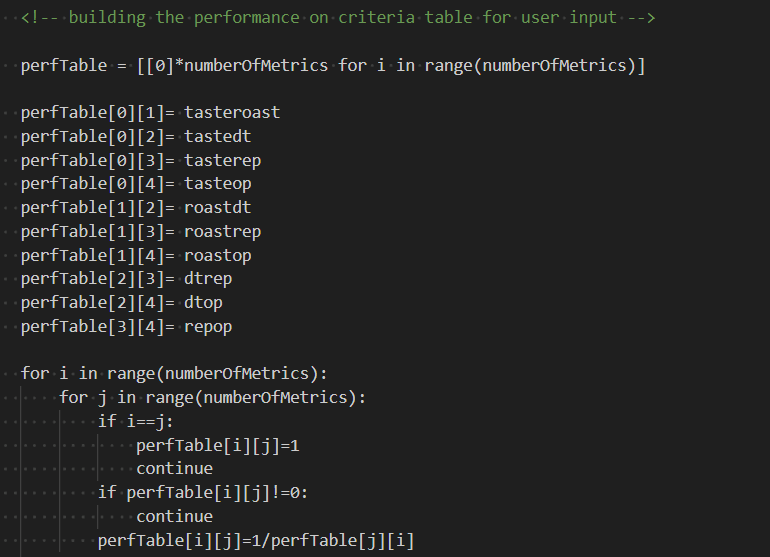 <!-- building the performance on criteria table for user input -->
perfTable = [[0]*numberOfMetrics for i in range(numberOfMetrics)]
perfTable[0][1]= tasteroast
perfTable[0][2]= tastedt
perfTable[0][3]= tasterep
perfTable[0][4]= tasteop
perfTable[1][2]= roastdt
perfTable[1][3]= roastrep
perfTable[1][4]= roastop
perfTable[2][3]= dtrep
perfTable[2][4]= dtop
perfTable[3][4]= repop
for i in range(numberOfMetrics):
    for j in range(numberOfMetrics):
        if i==j:
            perfTable[i][j]=1
            continue
        if perfTable[i][j]!=0:
            continue
        perfTable[i][j]=1/perfTable[j][i]